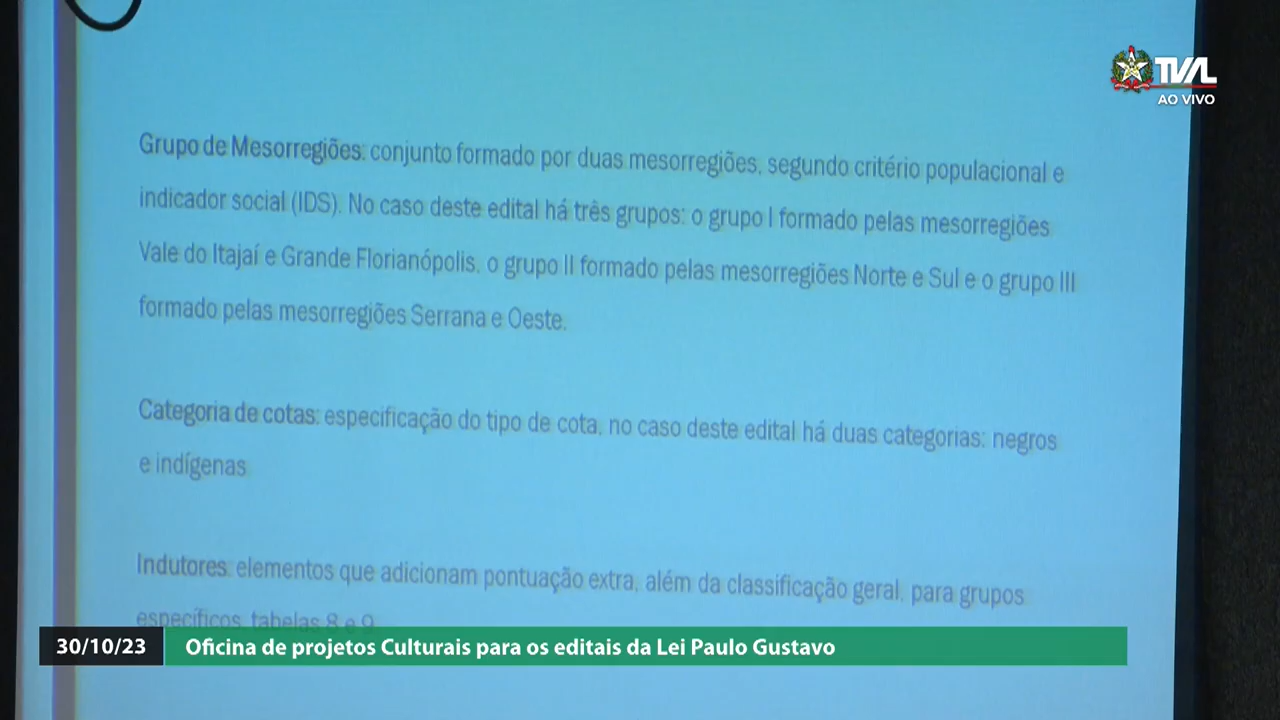 TVAL
AO VIVO
Grupo de Mesorregiões: conjunto formado por duas mesorregiões, segundo critério populacional e
indicador social (IDS). No caso deste edital há três grupos: o grupo I formado pelas mesorregiões
Vale do Itajaí e Grande Florianópolis, o grupo II formado pelas mesorregiões Norte e Sul e o grupo III
formado pelas mesorregiões Serrana e Oeste.
Categoria de cotas: especificação do tipo de cota, no caso deste edital há duas categorias: negros
e indígenas
Indutores: elementos que adicionam pontuação extra, além da classificação geral, para grupos
específicos, tabelas 8 e 9
30/10/23 Oficina de projetos Culturais para os editais da Lei Paulo Gustavo